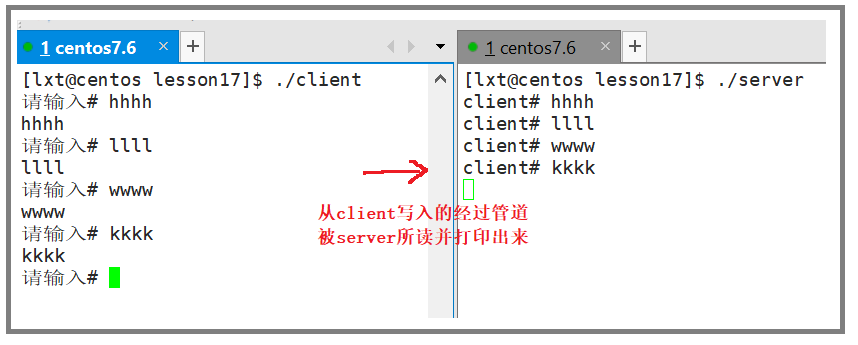 1 centos7.6
[lxt@centos lesson17]$ ./client
请输入# hhhh
hhhh
请输入# llll
llll
请输入# wwww
wwww
请输入# kkkk
kkkk
请输入#
从client写入的经过管道
被server所读并打印出来
1 centos7.6
[lxt@centos lesson17]$ ./server
client# hhhh
client# llll
client# wwww
client# kkkk